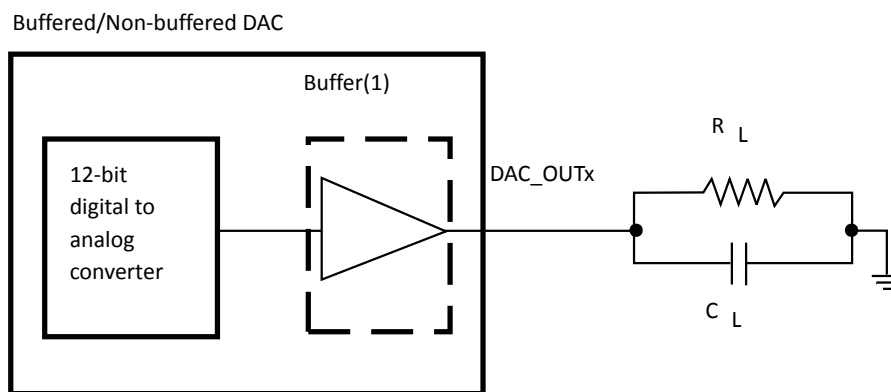 Buffered/Non-buffered DAC
Buffer(1)
12-bit
digital to
analog
converter
DAC_OUTx
R L
C L